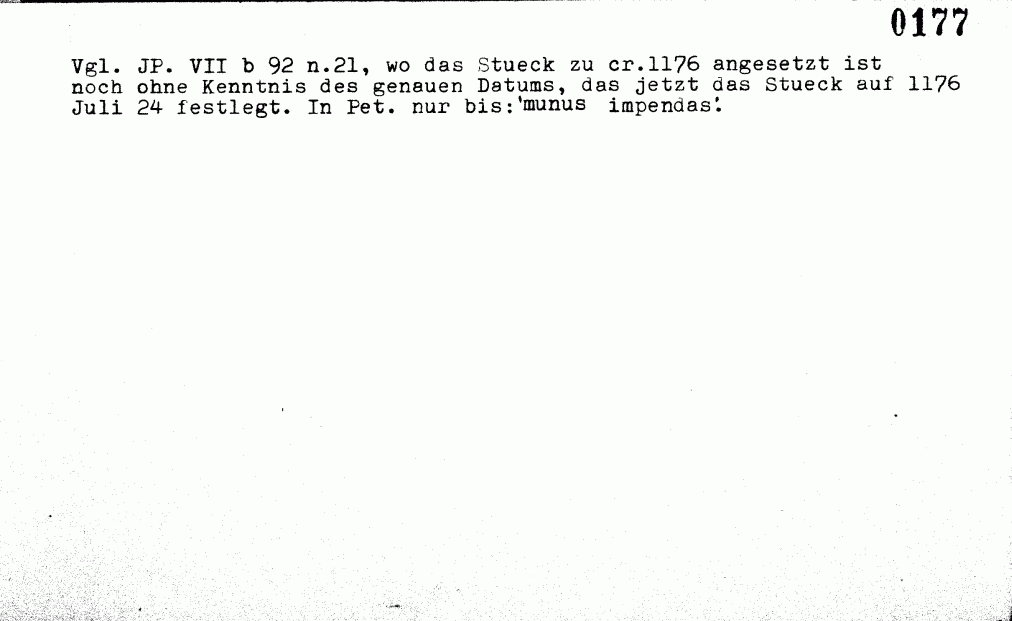 0177
Vgl. JP. VII b 92 n.21, wo das Stueck zu cr.1176 angesetzt ist
noch ohne Kenntnis des genauen Datums, das jetzt das Stueck auf 1176
Juli 24 festlegt. In Pet. nur bis:'munus impendas'.